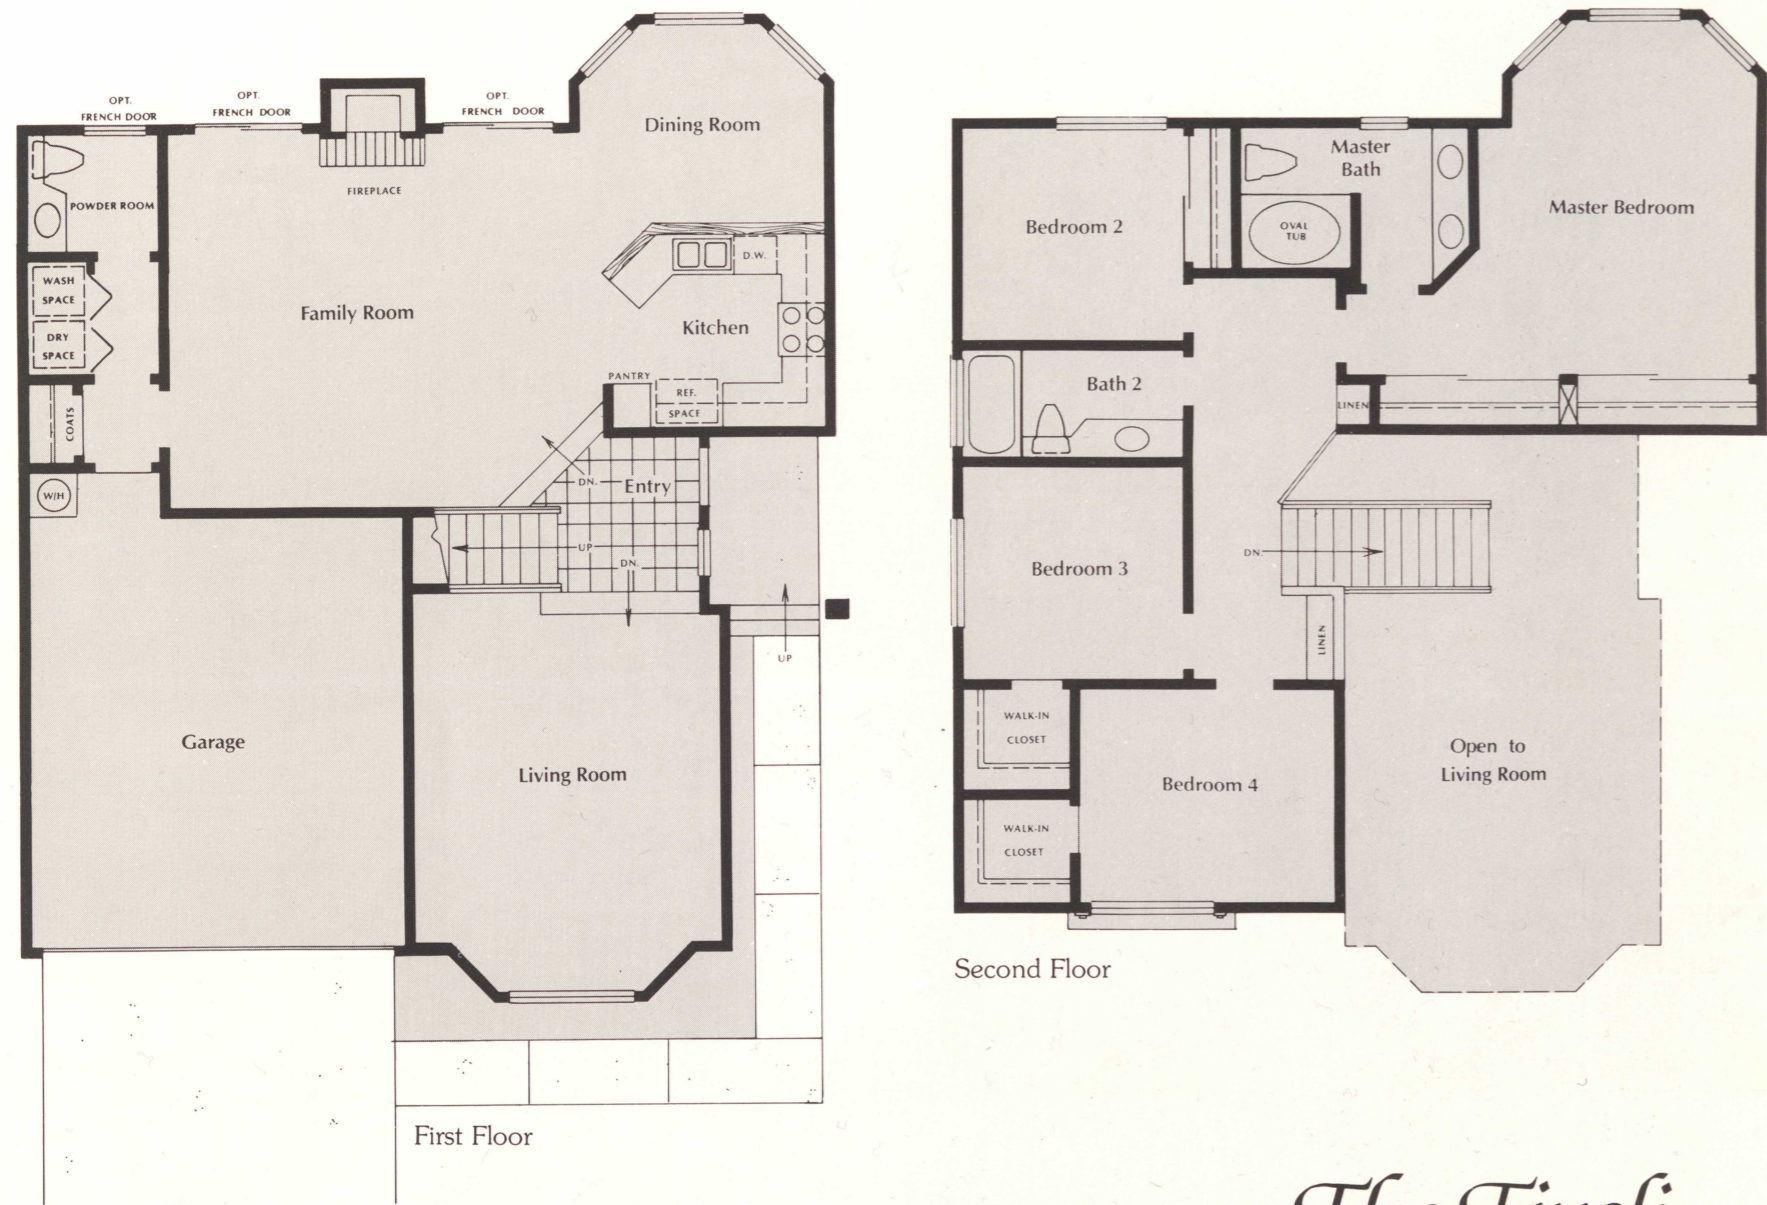 OPT.
FRENCH DOOR
OPT.
FRENCH DOOR
OPT.
FRENCH DOOR
Dining Room
POWDER ROOM
FIREPLACE
D.W.
WASH
SPACE
DRY
SPACE
Family Room
Kitchen
PANTRY
REF.
SPACE
COATS
W/H
DN.
Entry
UP
DN.
UP
Garage
Living Room
First Floor
Master
Bath
Bedroom 2
OVAL
TUB
Master Bedroom
Bath 2
LINEN
Bedroom 3
DN.
LINEN
WALK-IN
CLOSET
WALK-IN
CLOSET
Bedroom 4
Open to
Living Room
Second Floor
The Tivoli